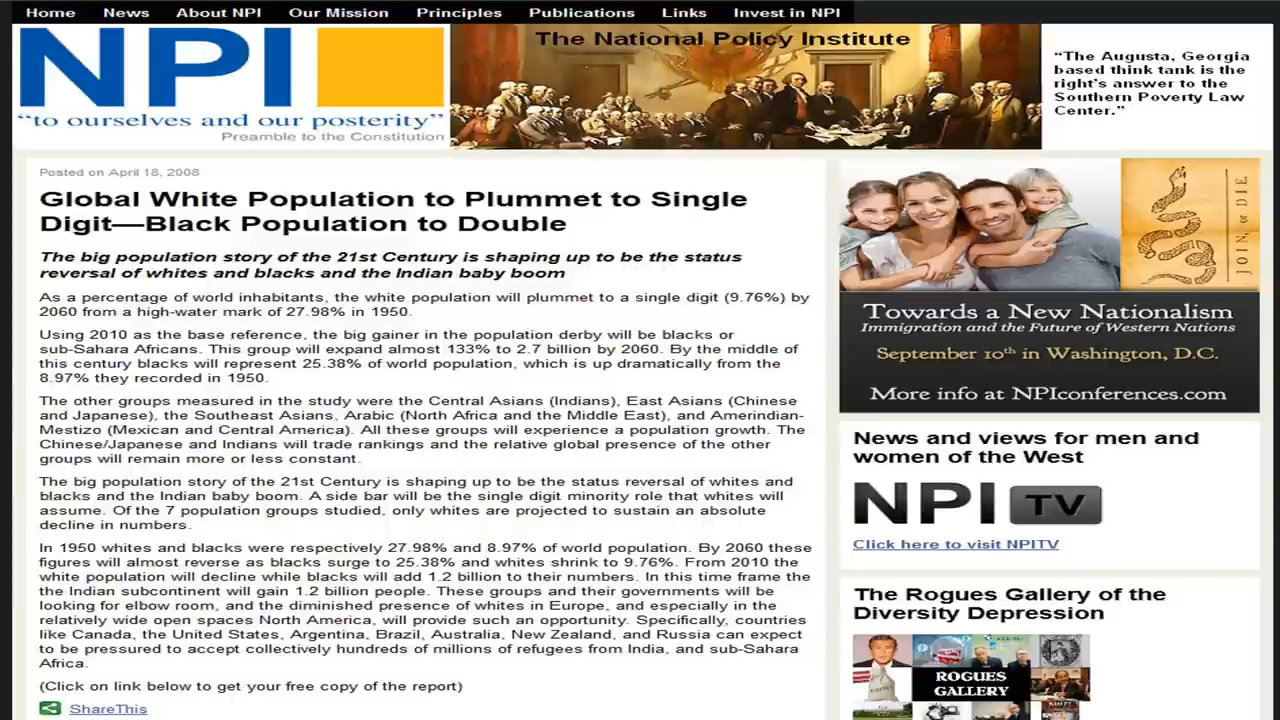 Home News About NPI Our Mission Principles Publications Links Invest in NPI
NPI
“to ourselves and our posterity”
Preamble to the Constitution
The National Policy Institute
“The Augusta, Georgia
based think tank is the
right’s answer to the
Southern Poverty Law
Center.”
Posted on April 18, 2008
Global White Population to Plummet to Single
Digit—Black Population to Double
The big population story of the 21st Century is shaping up to be the status
reversal of whites and blacks and the Indian baby boom
As a percentage of world inhabitants, the white population will plummet to a single digit (9.76%) by
2060 from a high-water mark of 27.98% in 1950.
Using 2010 as the base reference, the big gainer in the population derby will be blacks or
sub-Sahara Africans. This group will expand almost 133% to 2.7 billion by 2060. By the middle of
this century blacks will represent 25.38% of world population, which is up dramatically from the
8.97% they recorded in 1950.
The other groups measured in the study were the Central Asians (Indians), East Asians (Chinese
and Japanese), the Southeast Asians, Arabic (North Africa and the Middle East), and Amerindian-
Mestizo (Mexican and Central America). All these groups will experience a population growth. The
Chinese/Japanese and Indians will trade rankings and the relative global presence of the other
groups will remain more or less constant.
The big population story of the 21st Century is shaping up to be the status reversal of whites and
blacks and the Indian baby boom. A side bar will be the single digit minority role that whites will
assume. Of the 7 population groups studied, only whites are projected to sustain an absolute
decline in numbers.
In 1950 whites and blacks were respectively 27.98% and 8.97% of world population. By 2060 these
figures will almost reverse as blacks surge to 25.38% and whites shrink to 9.76%. From 2010 the
white population will decline while blacks will add 1.2 billion to their numbers. In this time frame the
the Indian subcontinent will gain 1.2 billion people. These groups and their governments will be
looking for elbow room, and the diminished presence of whites in Europe, and especially in the
relatively wide open spaces North America, will provide such an opportunity. Specifically, countries
like Canada, the United States, Argentina, Brazil, Australia, New Zealand, and Russia can expect
to be pressured to accept collectively hundreds of millions of refugees from India, and sub-Sahara
Africa.
(Click on link below to get your free copy of the report)
ShareThis
JOIN, or DIE
Towards a New Nationalism
Immigration and the Future of Western Nations
September 10th in Washington, D.C.
More info at NPIconferences.com
News and views for men and
women of the West
NPI TV
Click here to visit NPITV
The Rogues Gallery of the
Diversity Depression
ROGUES
GALLERY